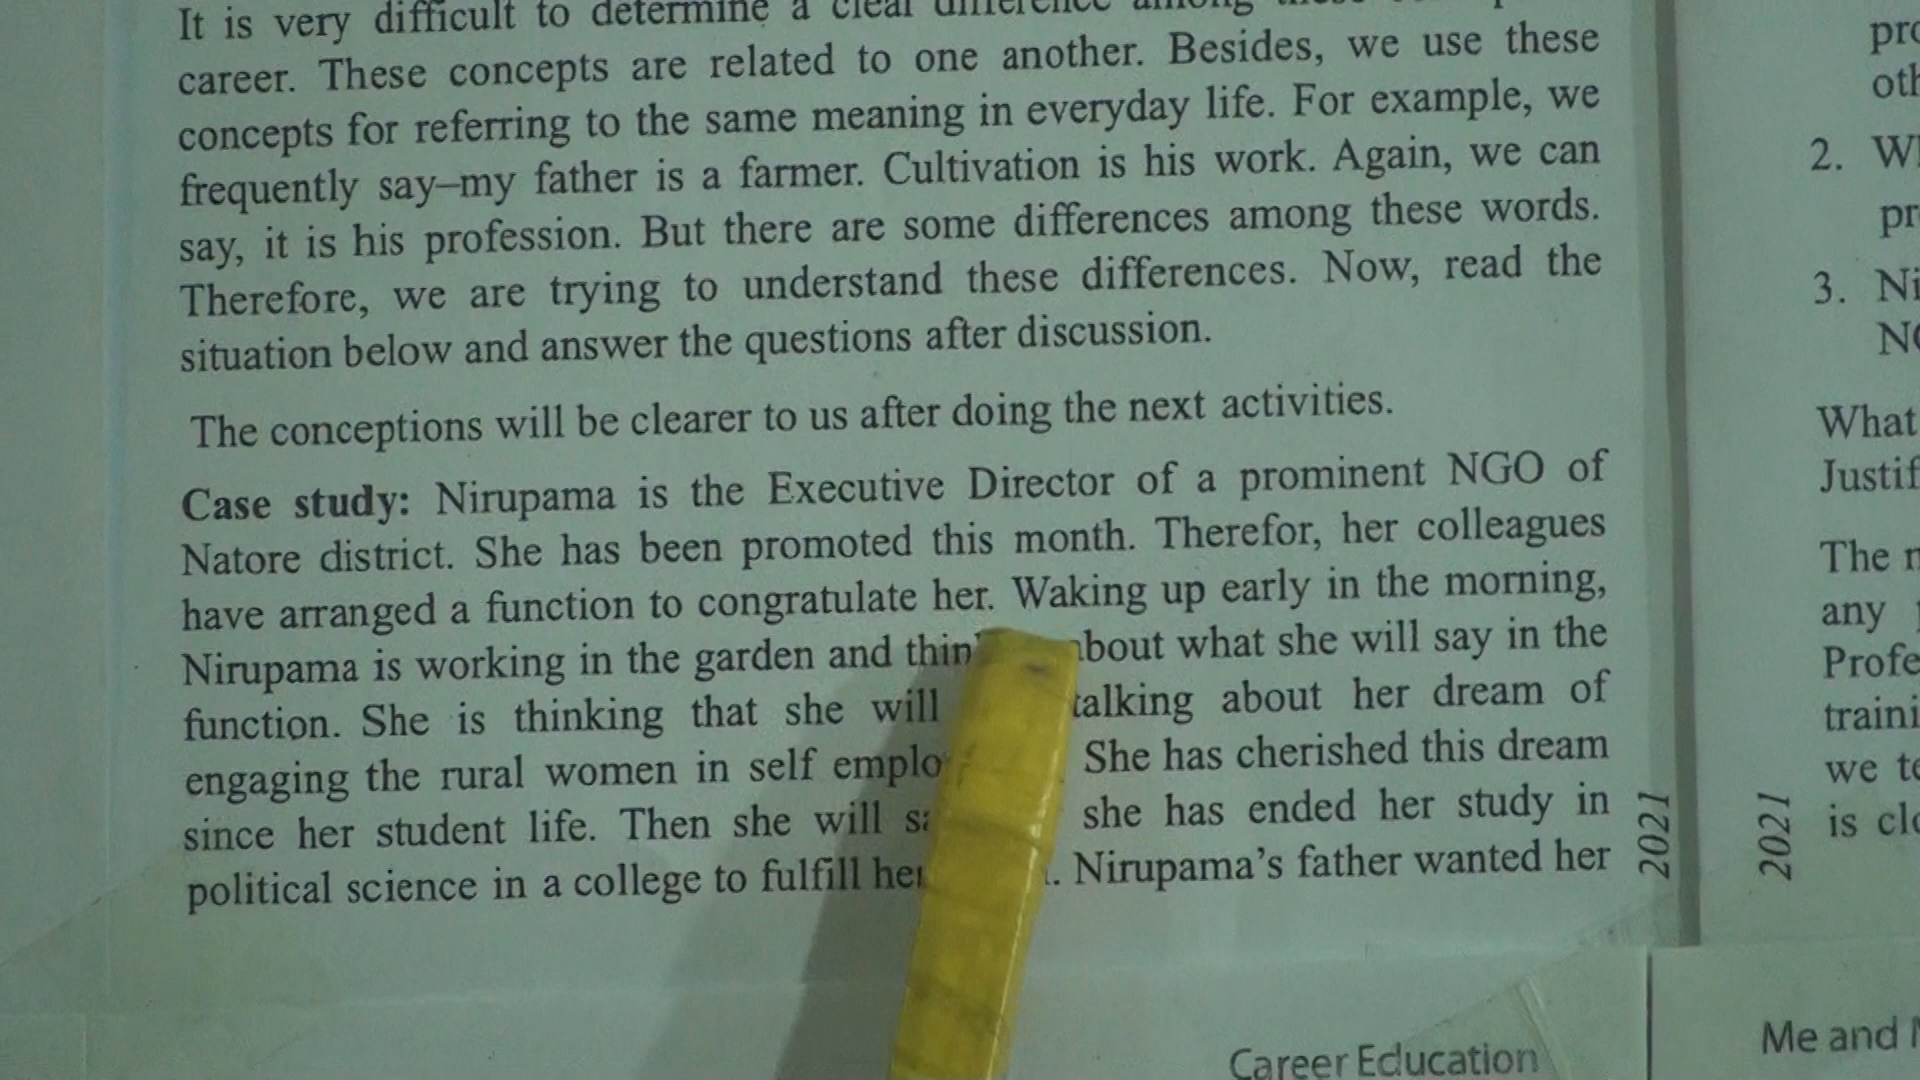 It is very difficult to determine a clear difference among these
career. These concepts are related to one another. Besides, we use these
concepts for referring to the same meaning in everyday life. For example, we
frequently say–my father is a farmer. Cultivation is his work. Again, we can
say, it is his profession. But there are some differences among these words.
Therefore, we are trying to understand these differences. Now, read the
situation below and answer the questions after discussion.
The conceptions will be clearer to us after doing the next activities.
Case study: Nirupama is the Executive Director of a prominent NGO of
Natore district. She has been promoted this month. Therefor, her colleagues
have arranged a function to congratulate her. Waking up early in the morning,
Nirupama is working in the garden and about what she will say in the
function. She is thinking that she will talking about her dream of
engaging the rural women in self She has cherished this dream
since her student life. Then she will she has ended her study in
political science in a college to fulfill Nirupama's father wanted her
2021
Career Education
2.
3.
What
Justif
The
any
Profe
traini
we
is
2021
Me and